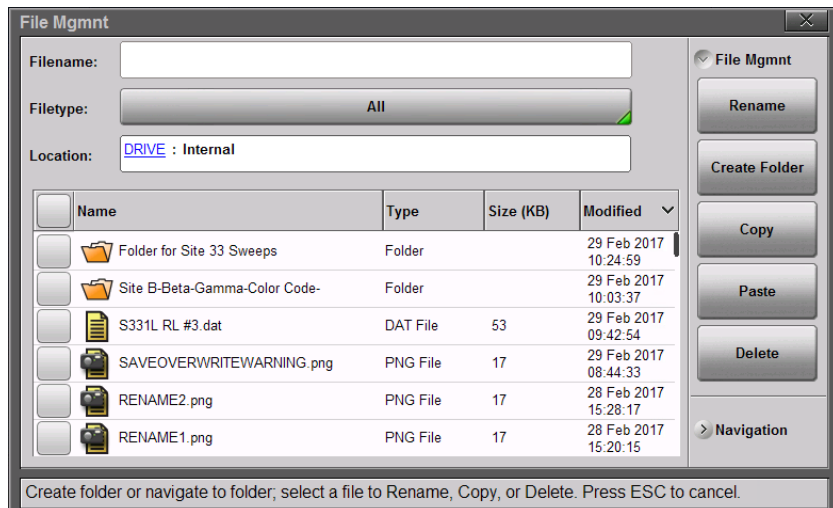 File Mgmnt
Filename:
Filetype: All
Location: DRIVE : Internal
Name Type Size (KB) Modified
Folder for Site 33 Sweeps Folder 29 Feb 2017 10:24:59
Site B-Beta-Gamma-Color Code- Folder 29 Feb 2017 10:03:37
S331L RL #3.dat DAT File 53 29 Feb 2017 09:42:54
SAVEOVERWRITEWARNING.png PNG File 17 29 Feb 2017 08:44:33
RENAME2.png PNG File 17 28 Feb 2017 15:28:17
RENAME1.png PNG File 17 28 Feb 2017 15:20:15
File Mgmnt
Rename
Create Folder
Copy
Paste
Delete
Navigation
Create folder or navigate to folder; select a file to Rename, Copy, or Delete. Press ESC to cancel.